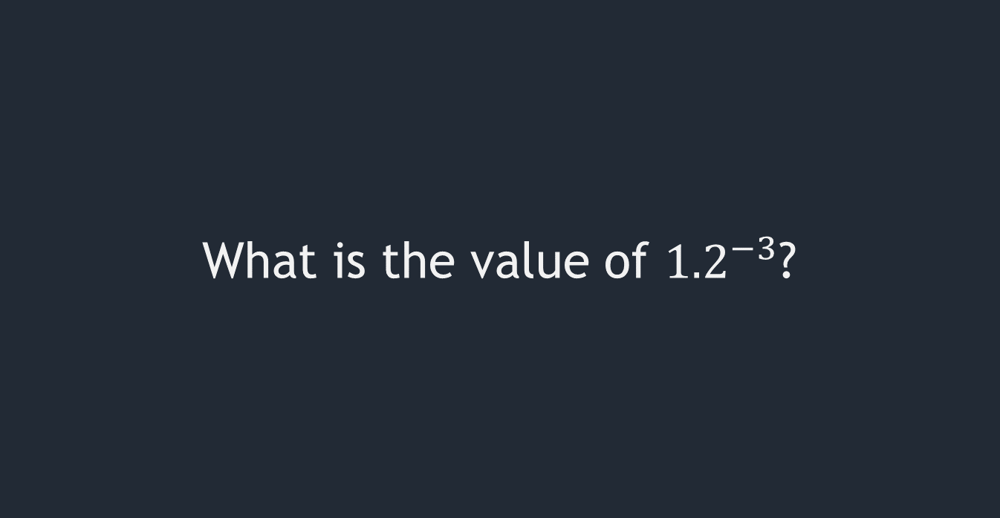 What is the value of 1.2⁻³?